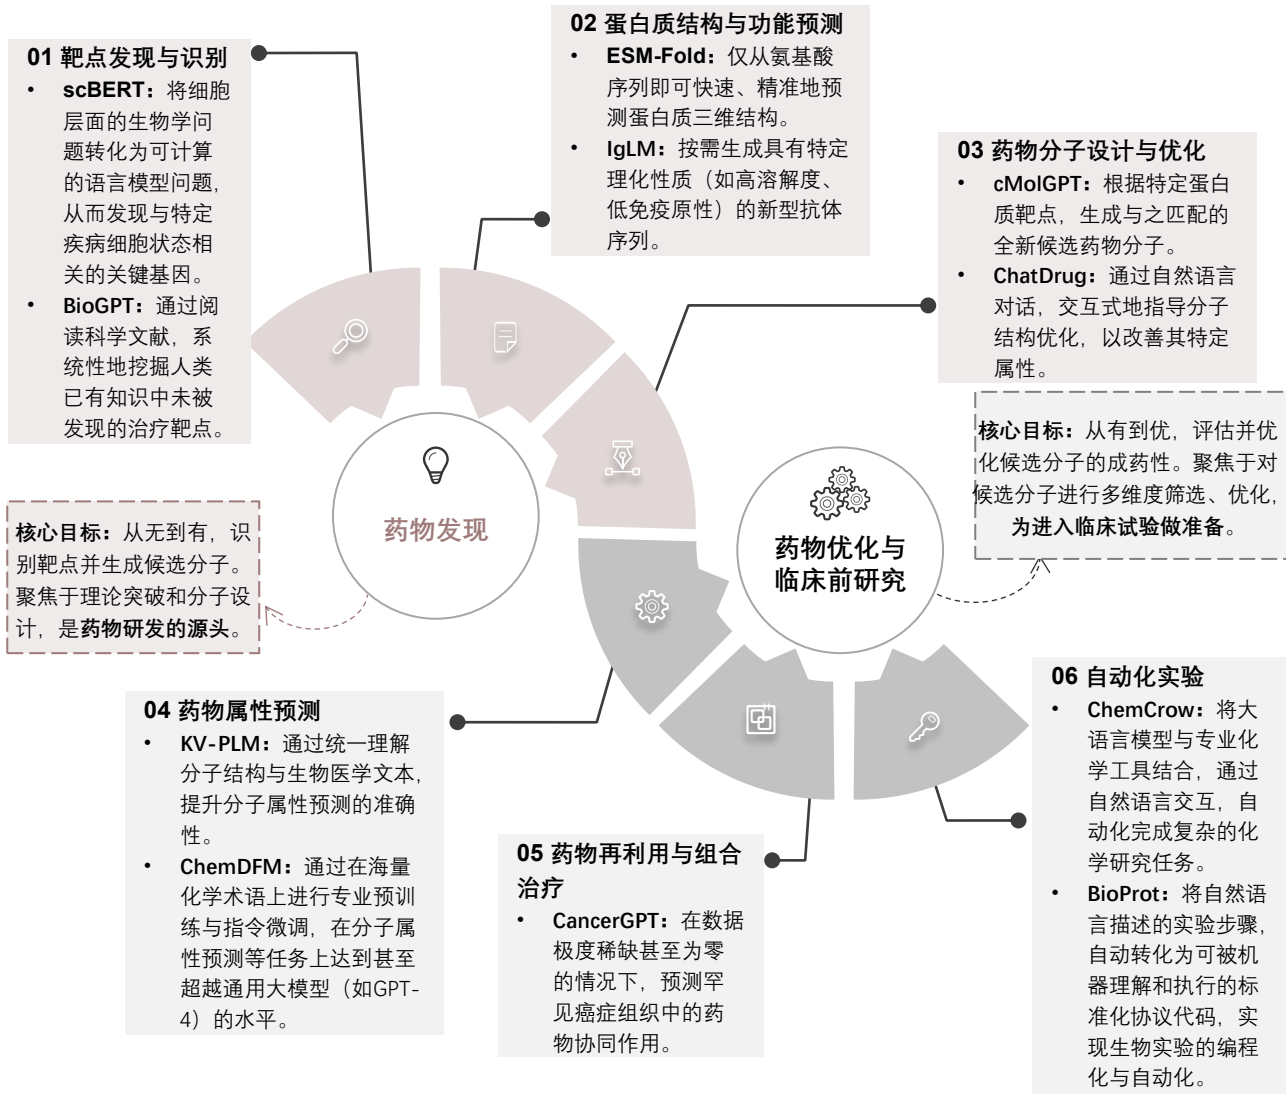 01 靶点发现与识别
• scBERT：将细胞
层面的生物学问
题转化为可计算
的语言模型问题，
从而发现与特定
疾病细胞状态相
关的关键基因。
• BioGPT：通过阅
读科学文献，系
统性地挖掘人类
已有知识中未被
发现的治疗靶点。
02 蛋白质结构与功能预测
• ESM-Fold：仅从氨基酸
序列即可快速、精准地预
测蛋白质三维结构。
• IgLM：按需生成具有特定
理化性质（如高溶解度、
低免疫原性）的新型抗体
序列。
03 药物分子设计与优化
• cMolGPT：根据特定蛋白
质靶点，生成与之匹配的
全新候选药物分子。
• ChatDrug：通过自然语言
对话，交互式地指导分子
结构优化，以改善其特定
属性。
核心目标：从有到优，评估并优
化候选分子的成药性。聚焦于对
候选分子进行多维度筛选、优化，
为进入临床试验做准备。
药物发现
药物优化与
临床前研究
核心目标：从无到有，识
别靶点并生成候选分子。
聚焦于理论突破和分子设
计，是药物研发的源头。
04 药物属性预测
• KV-PLM：通过统一理解
分子结构与生物医学文本，
提升分子属性预测的准确
性。
• ChemDFM：通过在海量
化学术语上进行专业预训
练与指令微调，在分子属
性预测等任务上达到甚至
超越通用大模型（如GPT-
4）的水平。
05 药物再利用与组合
治疗
• CancerGPT：在数据
极度稀缺甚至为零
的情况下，预测罕
见癌症组织中的药
物协同作用。
06 自动化实验
• ChemCrow：将大
语言模型与专业化
学工具结合，通过
自然语言交互，自
动化完成复杂的化
学研究任务。
• BioProt：将自然语
言描述的实验步骤，
自动转化为可被机
器理解和执行的标
准化协议代码，实
现生物实验的编程
化与自动化。